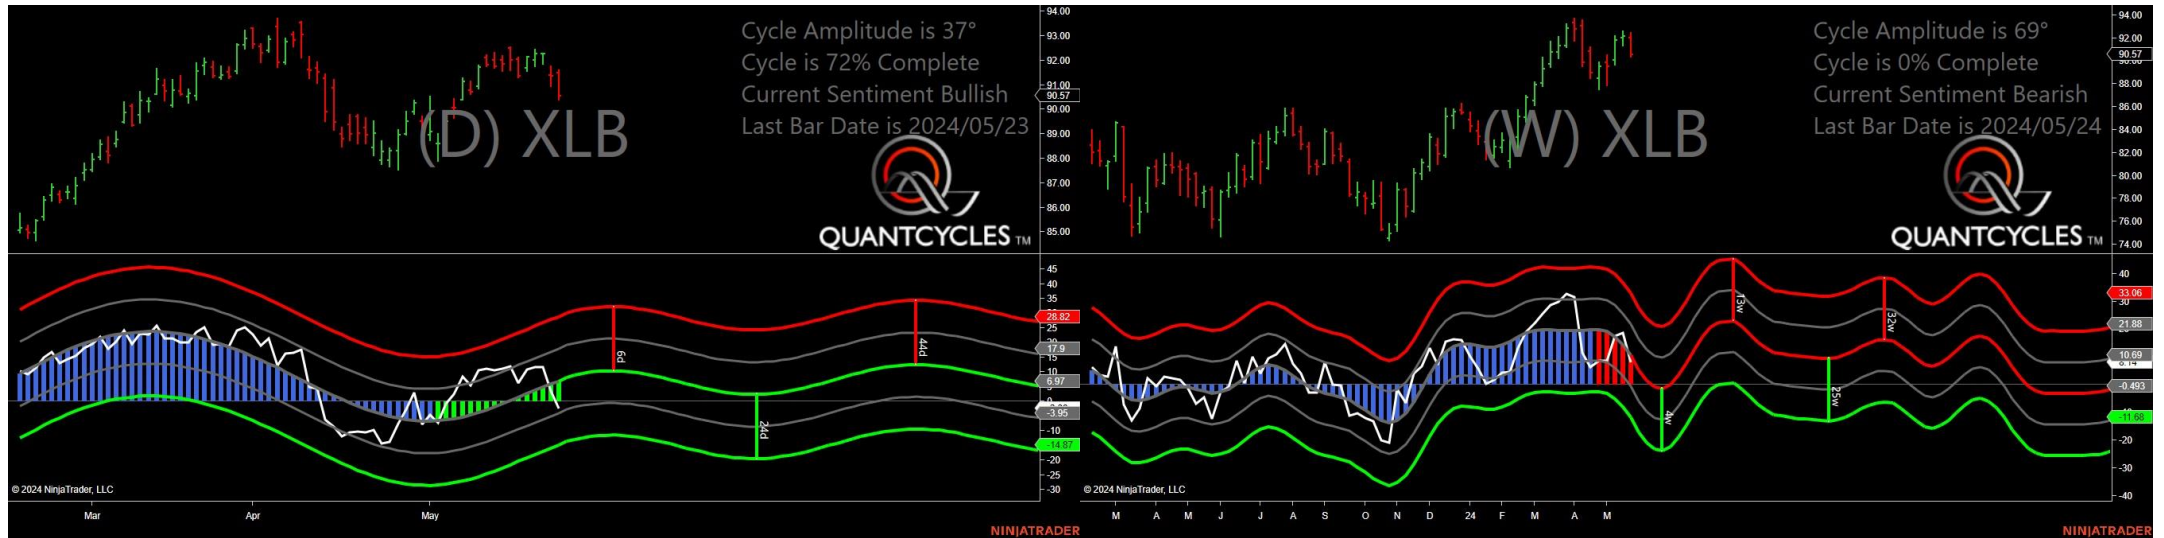 Cycle Amplitude is 37°
Cycle is 72% Complete
Current Sentiment Bullish
Last Bar Date is 2024/05/23
(D) XLB
QUANTCYCLES TM
94.00
93.00
92.00
91.00
90.57
90.00
89.00
88.00
87.00
86.00
85.00
45
40
35
28.82
25
17.9
15
10
6.97
0
-3.95
-10
-14.87
-20
-25
-30
6d
24d
44d
© 2024 NinjaTrader, LLC
Mar Apr May
NINJATRADER
Cycle Amplitude is 69°
Cycle is 0% Complete
Current Sentiment Bearish
Last Bar Date is 2024/05/24
(W) XLB
QUANTCYCLES TM
94.00
92.00
90.57
88.00
86.00
84.00
82.00
80.00
78.00
76.00
74.00
40
33.06
30
21.88
10.69
8.14
-0.493
-11.68
-20
-30
-40
4w
13w
25w
32w
© 2024 NinjaTrader, LLC
M A M J J A S O N D 24 F M A M
NINJATRADER